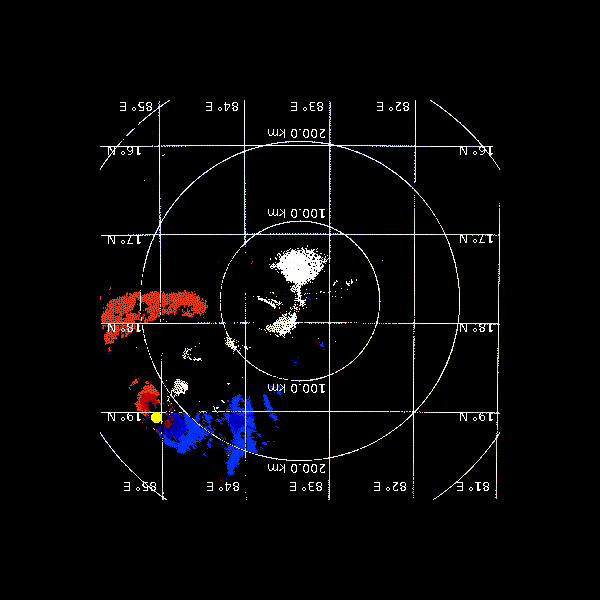 81° E 82° E 83° E 84° E 85° E
200.0 km
19° N 19° N
100.0 km
18° N 18° N
17° N 17° N
100.0 km
16° N 16° N
200.0 km
82° E 83° E 84° E 85° E